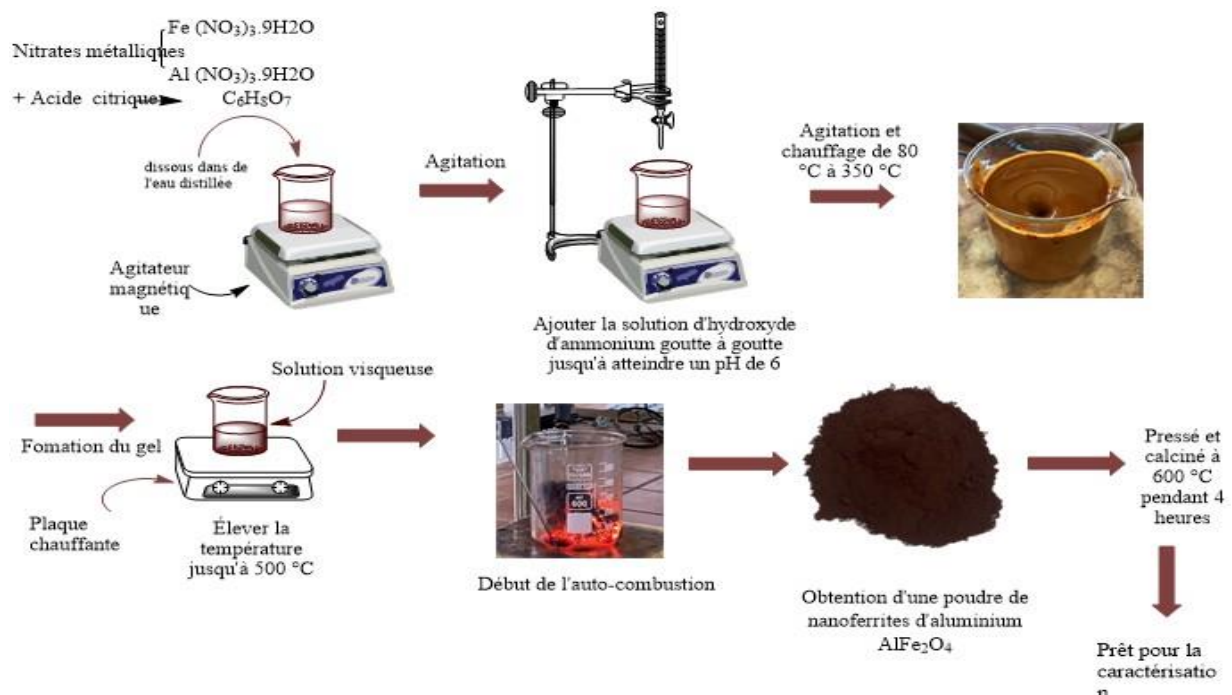 Fe (NO3)3.9H2O
Nitrates métalliques
Al (NO3)3.9H2O
+ Acide citrique
C6H8O7
dissous dans de
l'eau distillée
Agitateur
magnétiq
ue
Agitation
Ajouter la solution d'hydroxyde
d'ammonium goutte à goutte
jusqu'à atteindre un pH de 6
Agitation et
chauffage de 80
°C à 350 °C
Fomation du gel
Solution visqueuse
Plaque
chauffante
Élever la
température
jusqu'à 500 °C
600
Début de l'auto-combustion
Obtention d'une poudre de
nanoferrites d'aluminium
AlFe2O4
Pressé et
calciné à
600 °C
pendant 4
heures
Prêt pour la
caractérisatio
n